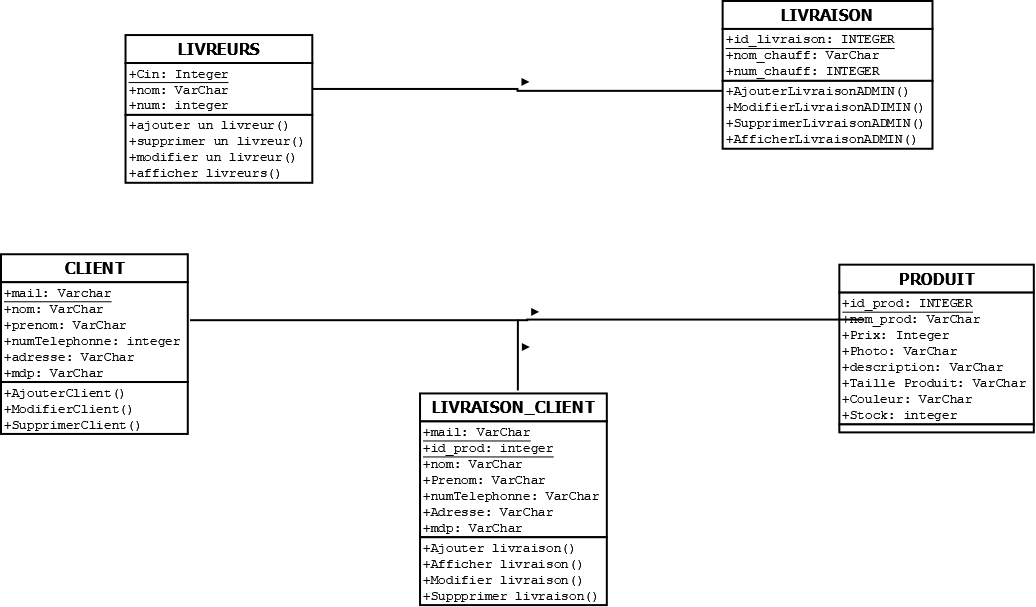 LIVREURS
+Cin: Integer
+nom: VarChar
+num: integer
+ajouter un livreur()
+supprimer un livreur()
+modifier un livreur()
+afficher livreurs()
LIVRAISON
+id_livraison: INTEGER
+nom_chauff: VarChar
+num_chauff: INTEGER
+AjouterLivraisonADMIN()
+ModifierLivraisonADIMIN()
+SupprimerLivraisonADMIN()
+AfficherLivraisonADMIN()
CLIENT
+mail: Varchar
+nom: VarChar
+prenom: VarChar
+numTelephonne: integer
+adresse: VarChar
+mdp: VarChar
+AjouterClient()
+ModifierClient()
+SupprimerClient()
PRODUIT
+id_prod: INTEGER
+nom_prod: VarChar
+Prix: Integer
+Photo: VarChar
+description: VarChar
+Taille Produit: VarChar
+Couleur: VarChar
+Stock: integer
LIVRAISON_CLIENT
+mail: VarChar
+id_prod: integer
+nom: VarChar
+Prenom: VarChar
+numTelephonne: VarChar
+Adresse: VarChar
+mdp: VarChar
+Ajouter livraison()
+Afficher livraison()
+Modifier livraison()
+Suppprimer livraison()